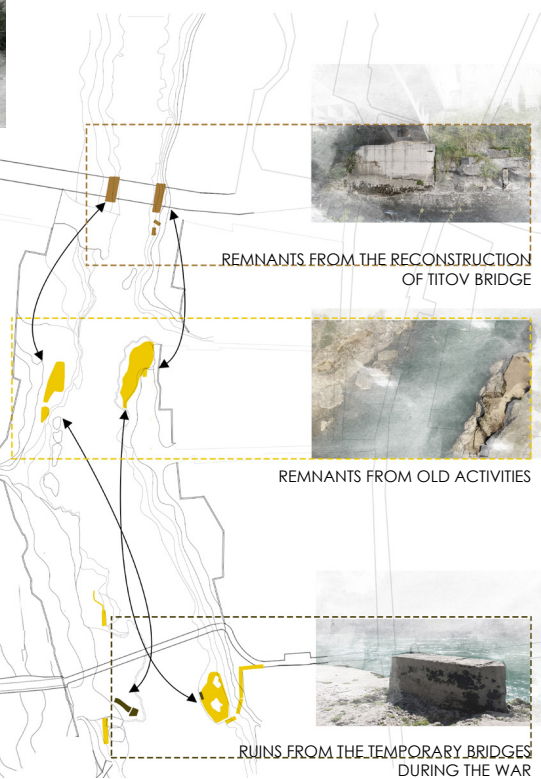 REMNANTS FROM THE RECONSTRUCTION
OF TITOV BRIDGE
REMNANTS FROM OLD ACTIVITIES
RUINS FROM THE TEMPORARY BRIDGES
DURING THE WAR